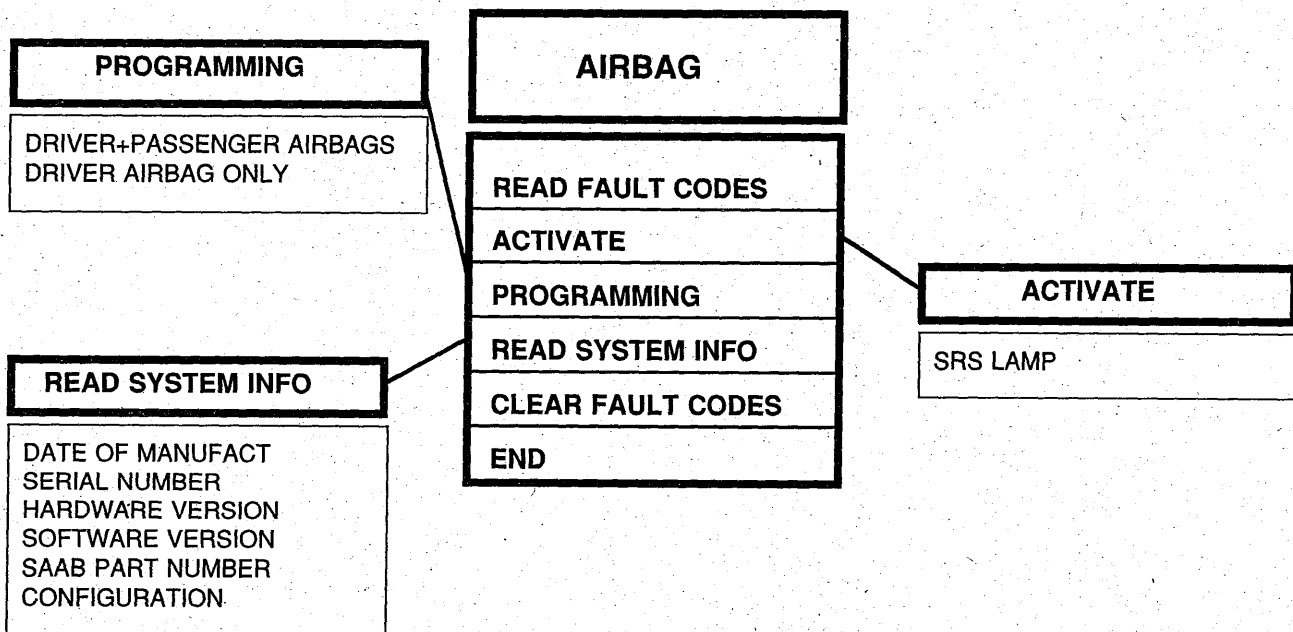 PROGRAMMING
DRIVER+PASSENGER AIRBAGS
DRIVER AIRBAG ONLY
AIRBAG
READ FAULT CODES
ACTIVATE
PROGRAMMING
READ SYSTEM INFO
CLEAR FAULT CODES
END
ACTIVATE
SRS LAMP
READ SYSTEM INFO
DATE OF MANUFACT
SERIAL NUMBER
HARDWARE VERSION
SOFTWARE VERSION
SAAB PART NUMBER
CONFIGURATION